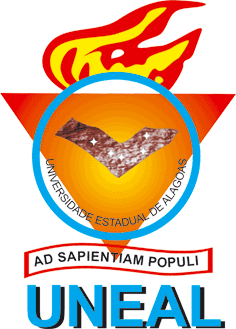 UNIVERSIDADE ESTADUAL DE ALAGOAS
AD SAPIENTIAM POPULI
UNEAL